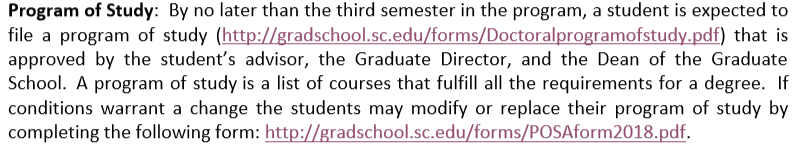 Program of Study:  By no later than the third semester in the program, a student is expected to
file a program of study (http://gradschool.sc.edu/forms/Doctoralprogramofstudy.pdf) that is
approved by the student's advisor, the Graduate Director, and the Dean of the Graduate
School.  A program of study is a list of courses that fulfill all the requirements for a degree.  If
conditions warrant a change the students may modify or replace their program of study by
completing the following form: http://gradschool.sc.edu/forms/POSAform2018.pdf.